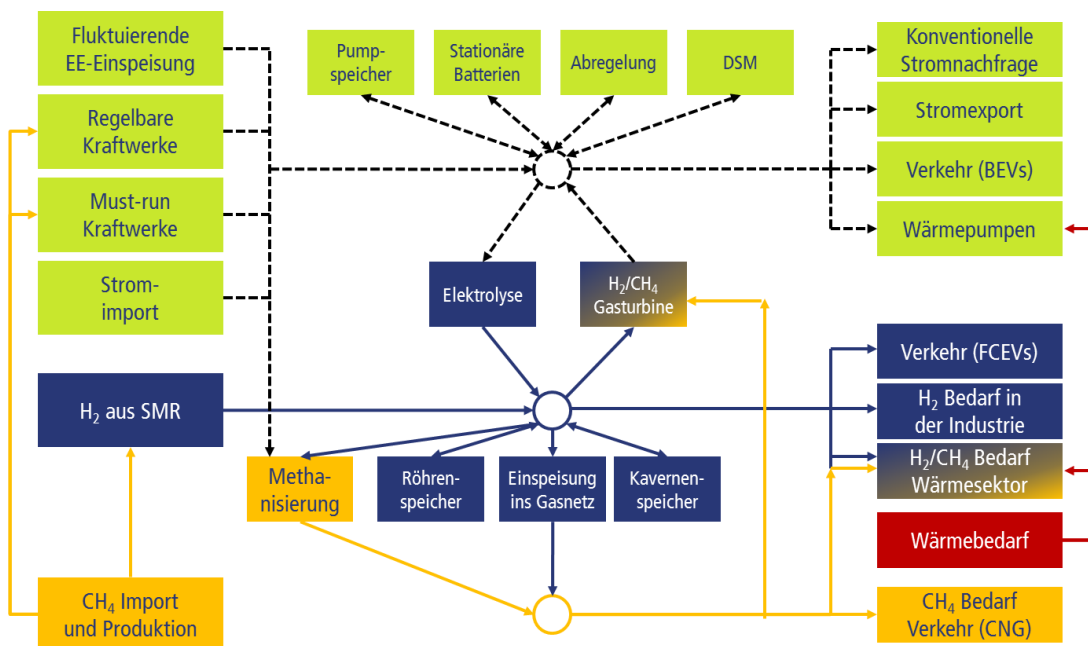 Fluktuierende
EE-Einspeisung
Regelbare
Kraftwerke
Must-run
Kraftwerke
Strom-
import
H₂ aus SMR
CH₄ Import
und Produktion
Pump-
speicher
Stationäre
Batterien
Abregelung
DSM
Elektrolyse
H₂/CH₄
Gasturbine
Metha-
nisierung
Röhren-
speicher
Einspeisung
ins Gasnetz
Kavernen-
speicher
Konventionelle
Stromnachfrage
Stromexport
Verkehr (BEVs)
Wärmepumpen
Verkehr (FCEVs)
H₂ Bedarf in
der Industrie
H₂/CH₄ Bedarf
Wärmesektor
Wärmebedarf
CH₄ Bedarf
Verkehr (CNG)